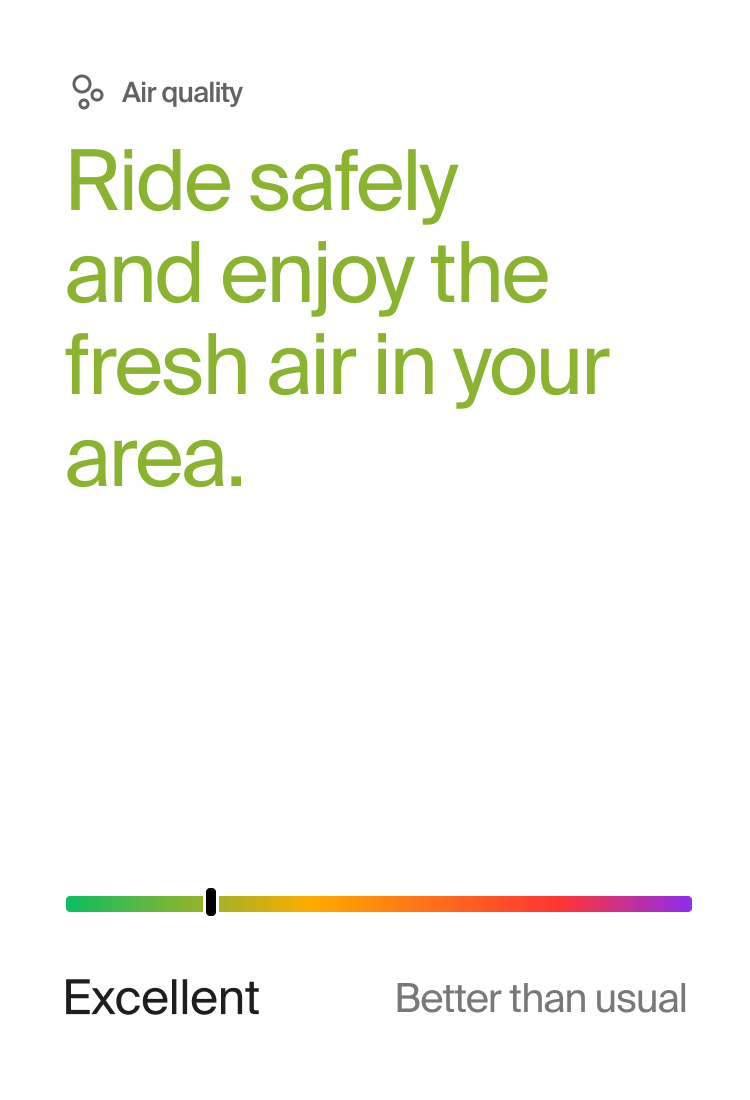 Air quality
Ride safely
and enjoy the
fresh air in your
area.
Excellent
Better than usual